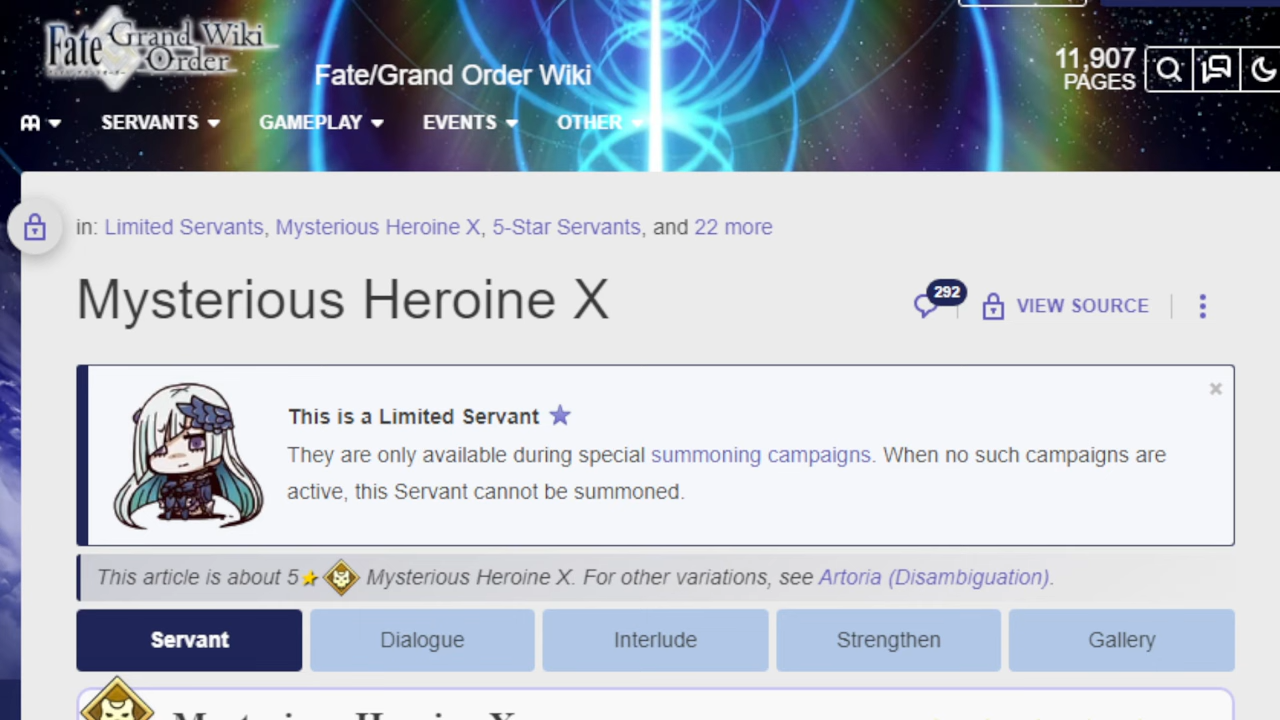 Fate Grand Wiki
Order
Fate/Grand Order Wiki
11,907
PAGES
SERVANTS GAMEPLAY EVENTS OTHER
in: Limited Servants, Mysterious Heroine X, 5-Star Servants, and 22 more
Mysterious Heroine X
292
VIEW SOURCE
This is a Limited Servant
They are only available during special summoning campaigns. When no such campaigns are
active, this Servant cannot be summoned.
This article is about 5 Mysterious Heroine X. For other variations, see Artoria (Disambiguation).
Servant Dialogue Interlude Strengthen Gallery
Mysterious Heroine X